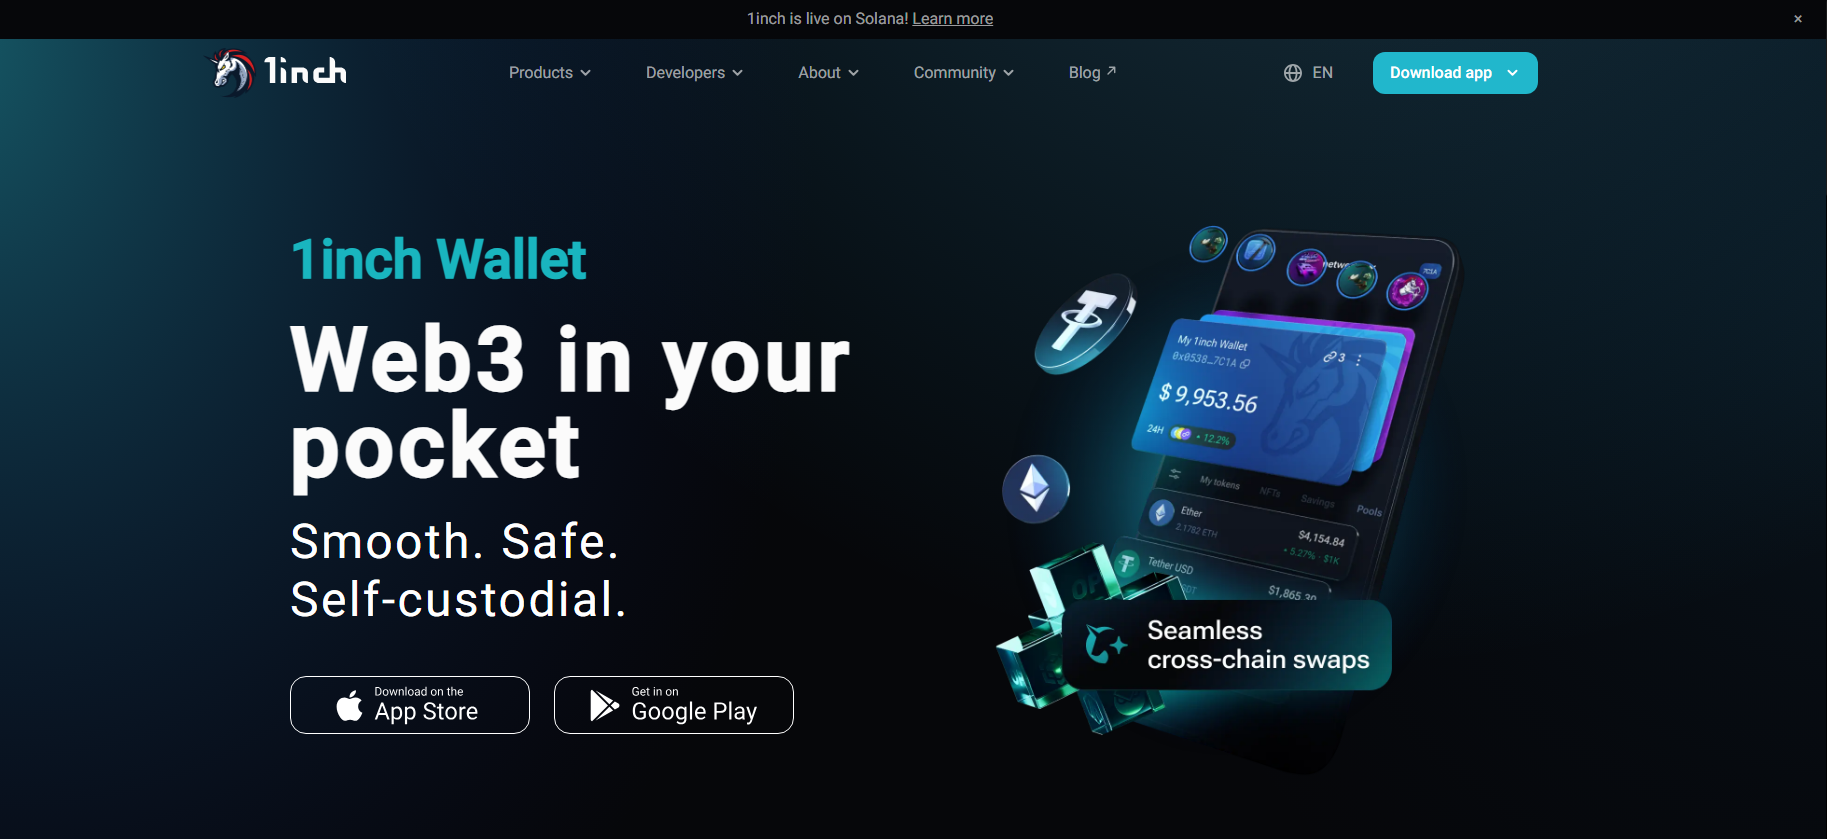 1inch is live on Solana! Learn more
×
1inch
Products
Developers
About
Community
Blog
EN
Download app
1inch Wallet
Web3 in your
pocket
Smooth. Safe.
Self-custodial.
Download on the
App Store
Get in on
Google Play
7C1A
My 1inch Wallet
0x0538_7C1A
3
$ 9,953.56
24H
12.2%
My tokens
NFTs
Savings
Pools
Ether
2.1782 ETH
$4,154.84
5.27% · $1K
Tether USD
$1,865.30
Seamless
cross-chain swaps